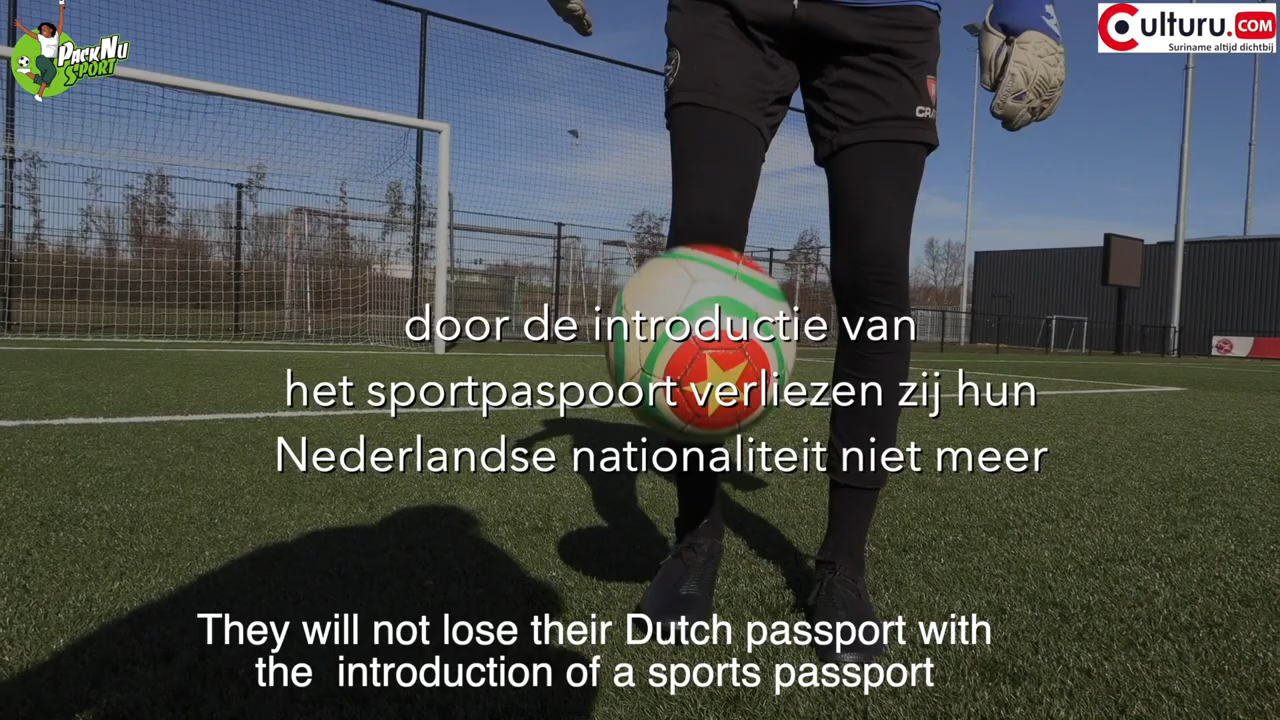 PackNu
Sport
Culturu.com
Suriname altijd dichtbij
door de introductie van
het sportpaspoort verliezen zij hun
Nederlandse nationaliteit niet meer
They will not lose their Dutch passport with
the introduction of a sports passport